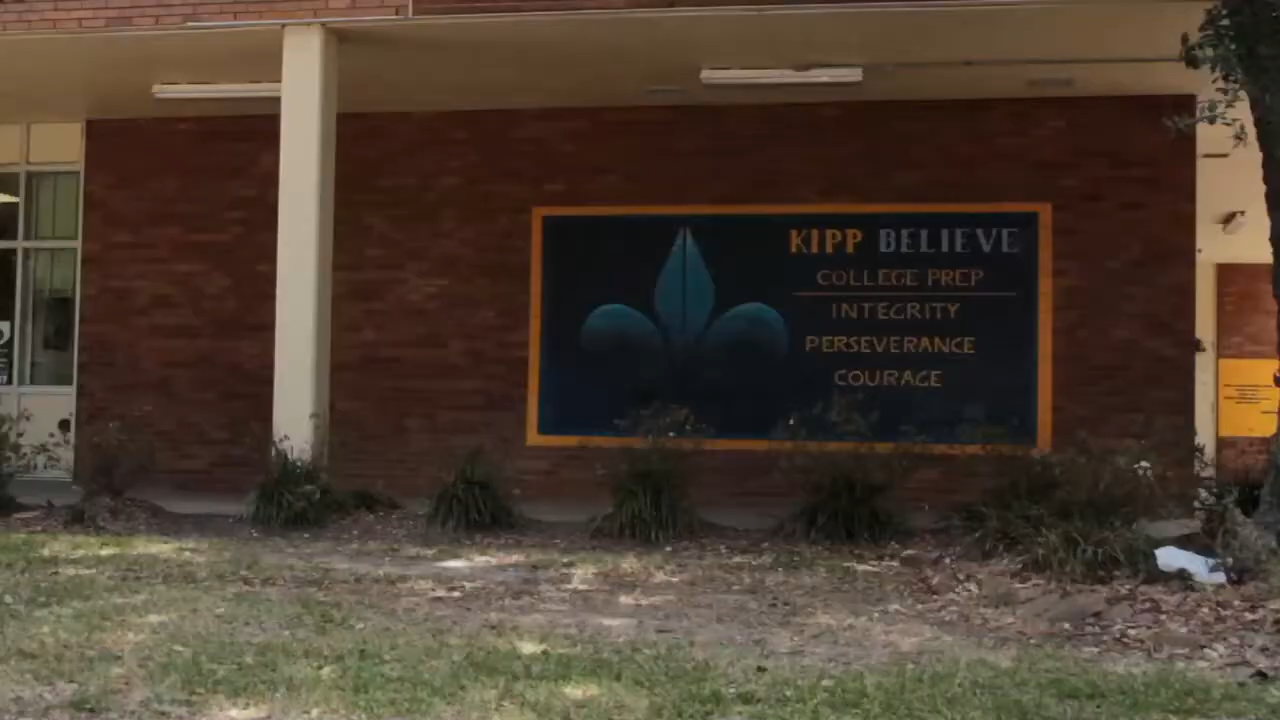 KIPP BELIEVE
COLLEGE PREP
INTEGRITY
PERSEVERANCE
COURAGE